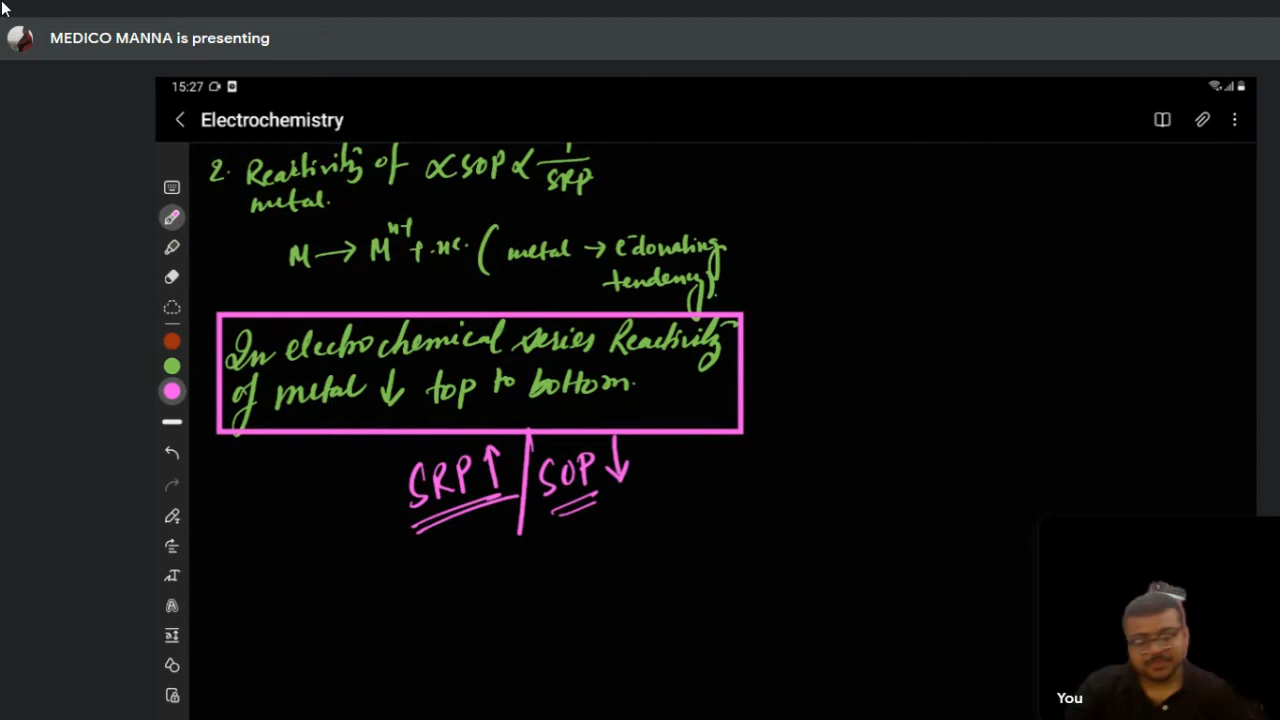 MEDICO MANNA is presenting
15:27
Electrochemistry
2. Reactivity of ∝ SOP ∝ 1/SRP
metal.
M → Mⁿ⁺ + ne⁻ ( metal → e⁻ donating
tendency).
In electrochemical series Reactivity
of metal ↓ top to bottom.
SRP↑ | SOP ↓
You